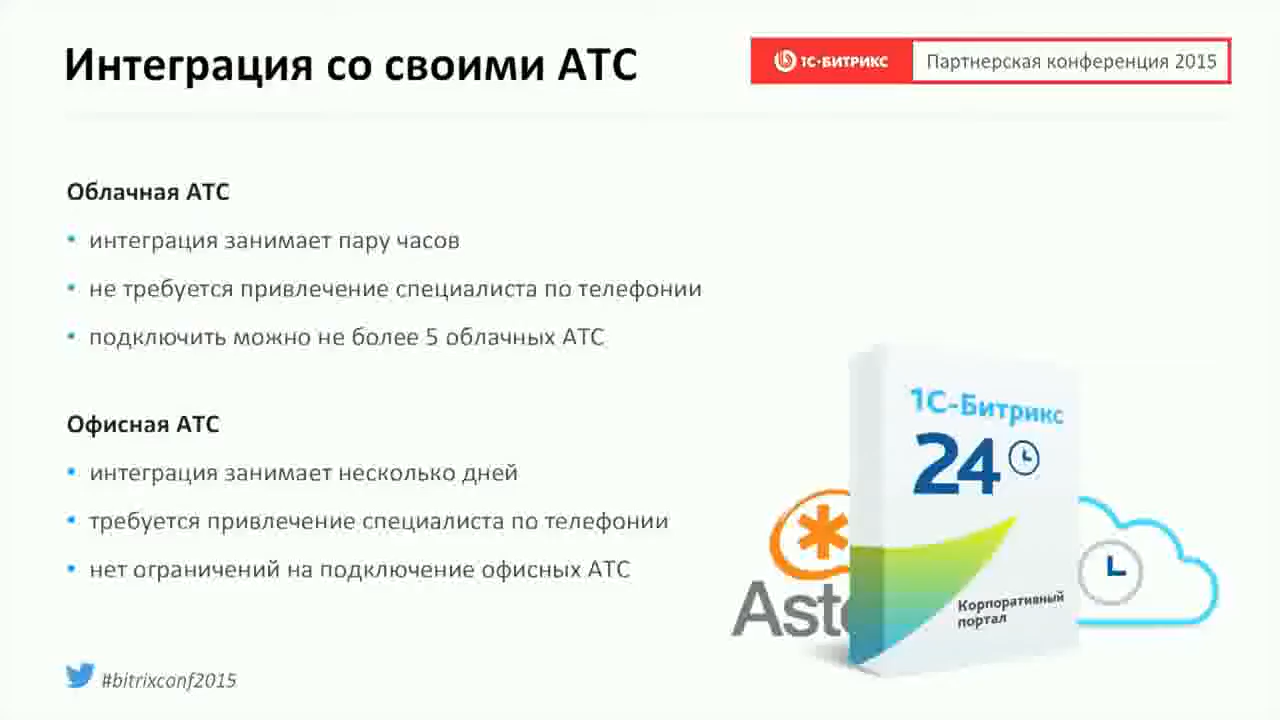 Интеграция со своими АТС
1С-БИТРИКС
Партнерская конференция 2015
Облачная АТС
• интеграция занимает пару часов
• не требуется привлечение специалиста по телефонии
• подключить можно не более 5 облачных АТС
Офисная АТС
• интеграция занимает несколько дней
• требуется привлечение специалиста по телефонии
• нет ограничений на подключение офисных АТС
1С-Битрикс
24
Aste
Корпоративный
портал
#bitrixconf2015